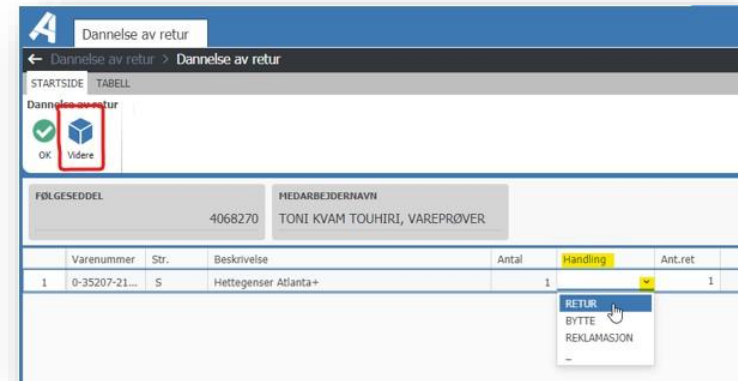 Dannelse av retur
← Dannelse av retur > Dannelse av retur
STARTSIDE TABELL
Dannelse av retur
OK Videre
FØLGESEDDEL MEDARBEJDERNAVN
4068270 TONI KVAM TOUHIRI, VAREPRØVER
Varenummer Str. Beskrivelse Antal Handling Ant.ret
1 0-35207-21... S Hettegenser Atlanta+ 1 1
RETUR
BYTTE
REKLAMASJON
_